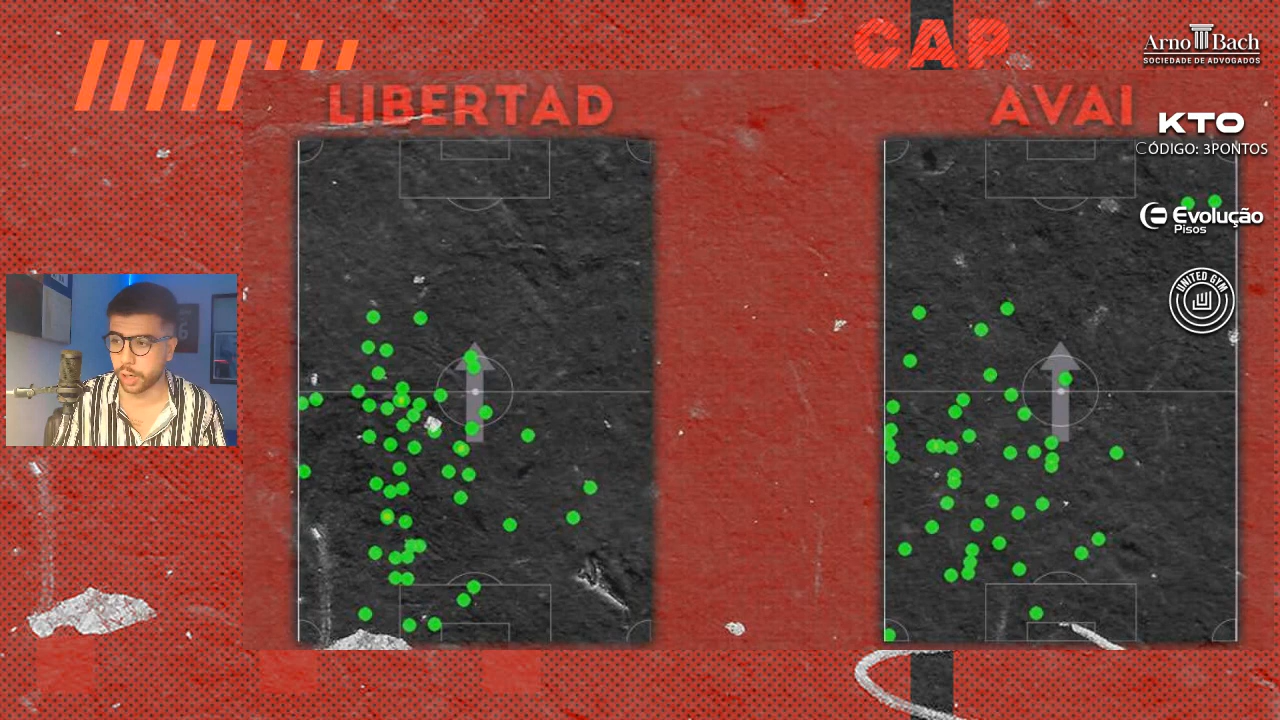 CAP
Arno Bach
SOCIEDADE DE ADVOGADOS
LIBERTAD
AVAI
KTO
CÓDIGO: 3PONTOS
Evolução
Pisos
UNITED GYM